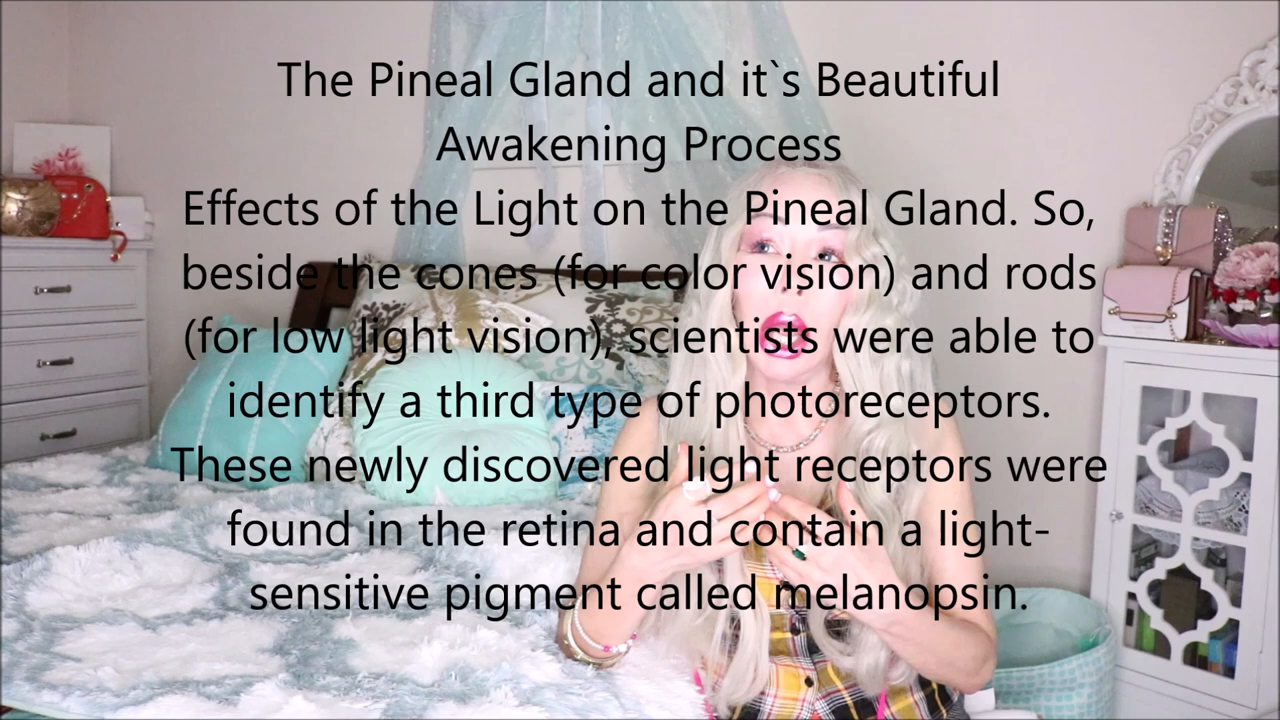 The Pineal Gland and it`s Beautiful
Awakening Process
Effects of the Light on the Pineal Gland. So,
beside the cones (for color vision) and rods
(for low light vision), scientists were able to
identify a third type of photoreceptors.
These newly discovered light receptors were
found in the retina and contain a light-
sensitive pigment called melanopsin.